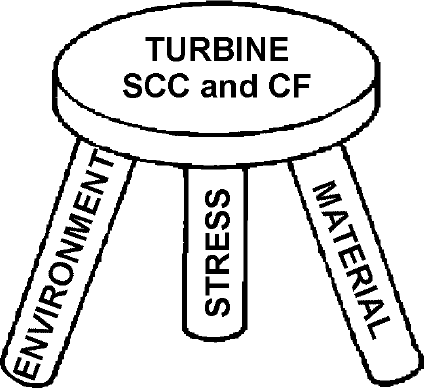 TURBINE
SCC and CF
ENVIRONMENT
STRESS
MATERIAL